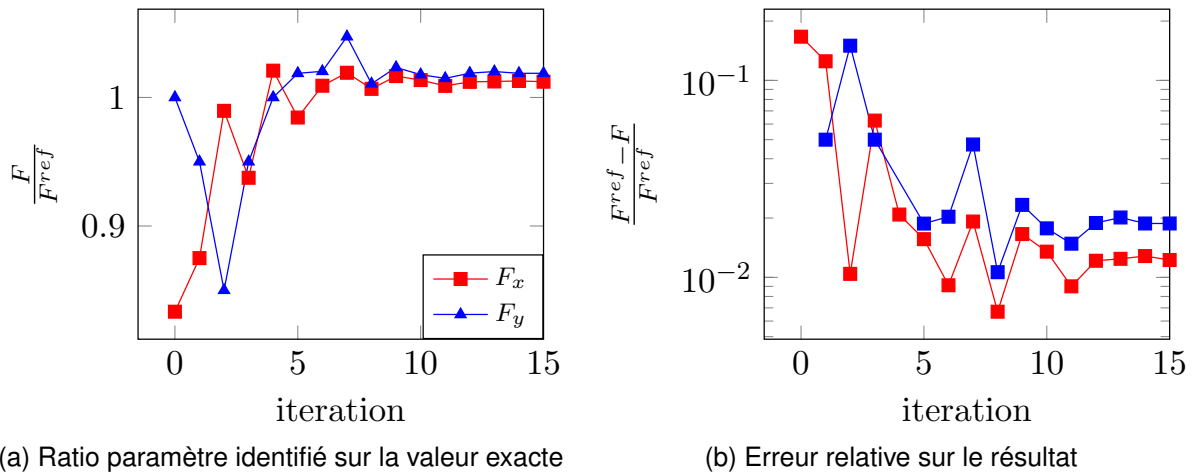 1
0.9
F
F^{ref}
F_x
F_y
0 5 10 15
iteration
(a) Ratio paramètre identifié sur la valeur exacte
10^{-1}
10^{-2}
F^{ref} − F
F^{ref}
0 5 10 15
iteration
(b) Erreur relative sur le résultat